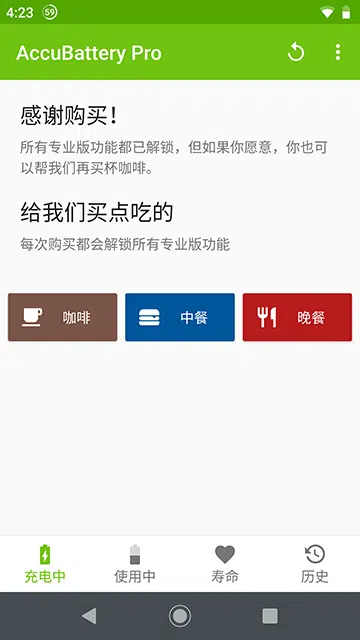 4:23
59
AccuBattery Pro
感谢购买！
所有专业版功能都已解锁，但如果你愿意，你也可
以帮我们再买杯咖啡。
给我们买点吃的
每次购买都会解锁所有专业版功能
咖啡
中餐
晚餐
充电中
使用中
寿命
历史